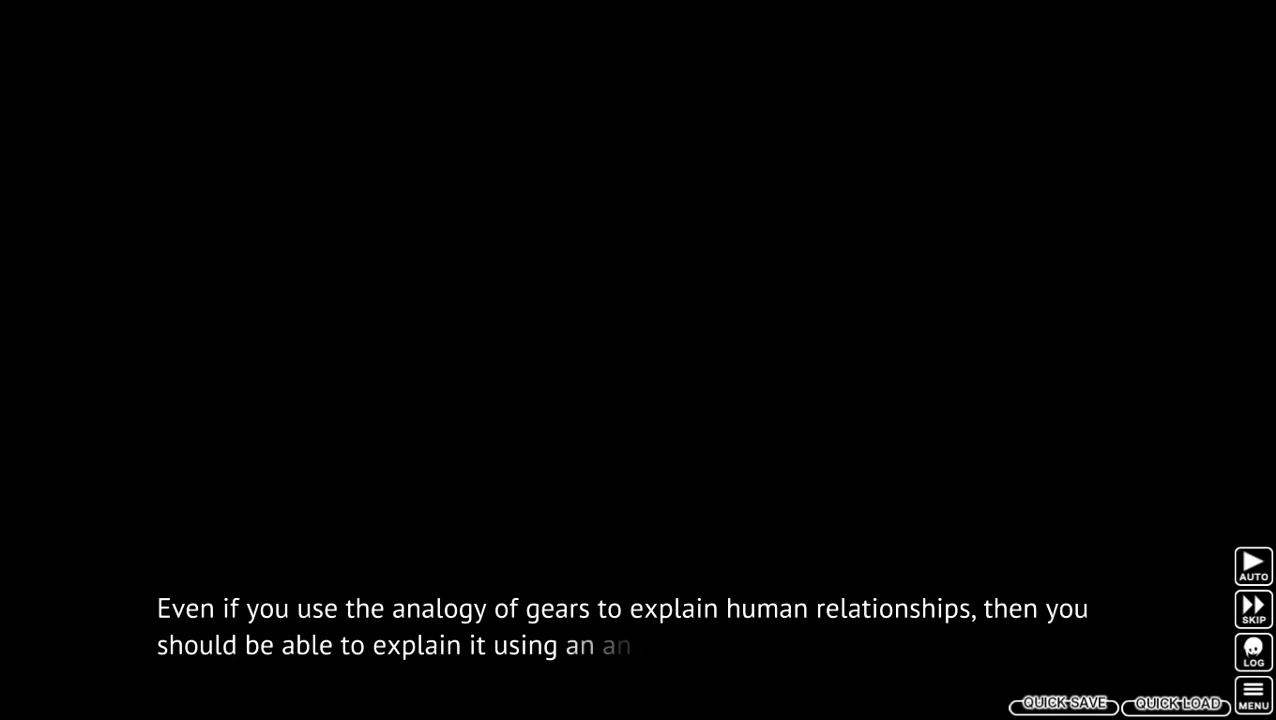 Even if you use the analogy of gears to explain human relationships, then you
should be able to explain it using an an
AUTO
SKIP
LOG
MENU
QUICK SAVE QUICK LOAD